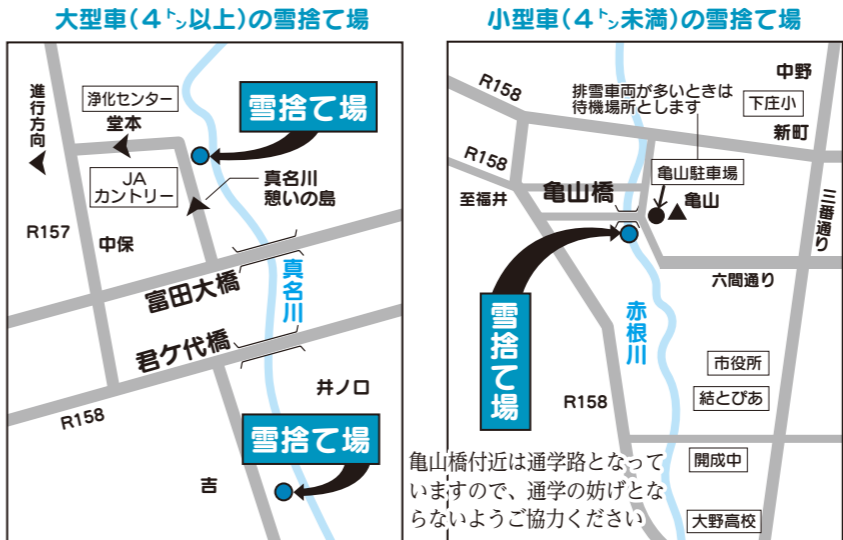 大型車(4トン以上)の雪捨て場
進行方向
浄化センター
堂本
雪捨て場
JA
カントリー
真名川
憩いの島
R157
中保
富田大橋
真名川
君ケ代橋
井ノ口
R158
雪捨て場
吉
小型車(4トン未満)の雪捨て場
R158
排雪車両が多いときは
待機場所とします
中野
下庄小
新町
R158
亀山駐車場
至福井
亀山橋
亀山
三番通り
六間通り
雪捨て場
赤根川
市役所
結とぴあ
R158
亀山橋付近は通学路となって
いますので、通学の妨げとな
らないようご協力ください
開成中
大野高校